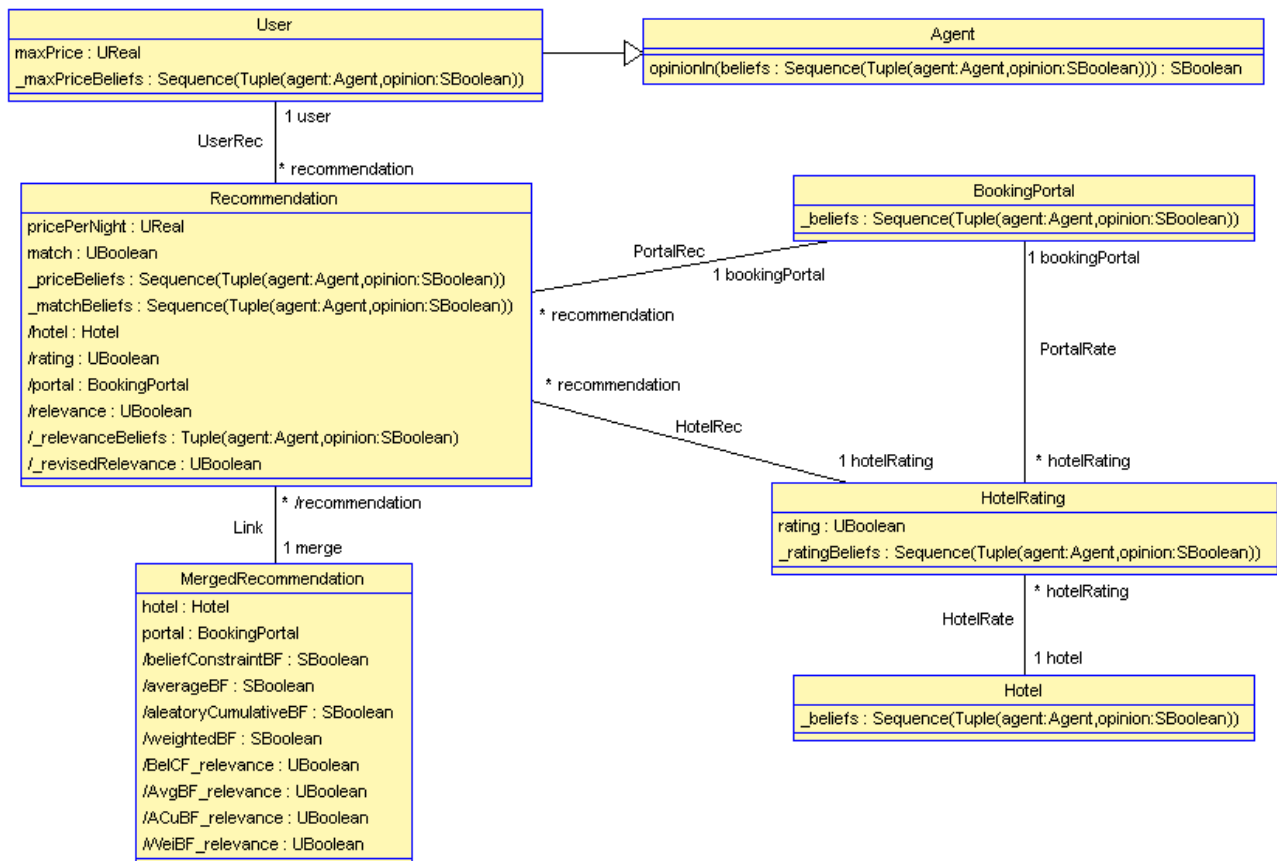 User
maxPrice : UReal
_maxPriceBeliefs : Sequence(Tuple(agent:Agent,opinion:SBoolean))
Agent
opinionIn(beliefs : Sequence(Tuple(agent:Agent,opinion:SBoolean))) : SBoolean
1 user
UserRec
* recommendation
Recommendation
pricePerNight : UReal
match : UBoolean
_priceBeliefs : Sequence(Tuple(agent:Agent,opinion:SBoolean))
_matchBeliefs : Sequence(Tuple(agent:Agent,opinion:SBoolean))
/hotel : Hotel
/rating : UBoolean
/portal : BookingPortal
/relevance : UBoolean
/_relevanceBeliefs : Tuple(agent:Agent,opinion:SBoolean)
/_revisedRelevance : UBoolean
BookingPortal
_beliefs : Sequence(Tuple(agent:Agent,opinion:SBoolean))
PortalRec
1 bookingPortal
* recommendation
1 bookingPortal
PortalRate
* hotelRating
* recommendation
HotelRec
1 hotelRating
HotelRating
rating : UBoolean
_ratingBeliefs : Sequence(Tuple(agent:Agent,opinion:SBoolean))
* /recommendation
Link
1 merge
MergedRecommendation
hotel : Hotel
portal : BookingPortal
/beliefConstraintBF : SBoolean
/averageBF : SBoolean
/aleatoryCumulativeBF : SBoolean
/weightedBF : SBoolean
/BelCF_relevance : UBoolean
/AvgBF_relevance : UBoolean
/ACuBF_relevance : UBoolean
/WeiBF_relevance : UBoolean
* hotelRating
HotelRate
1 hotel
Hotel
_beliefs : Sequence(Tuple(agent:Agent,opinion:SBoolean))